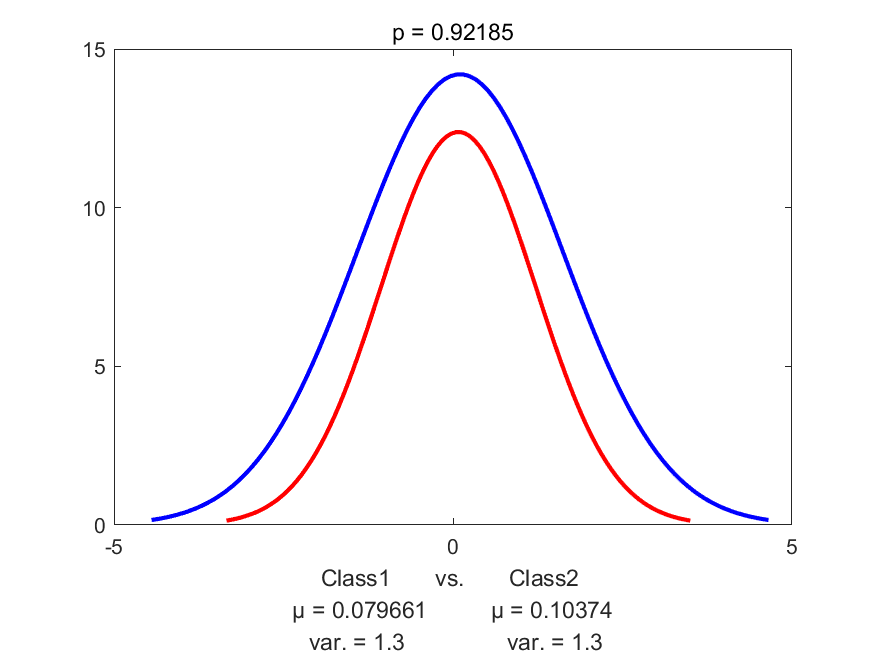 p = 0.92185
15
10
5
0
-5 0 5
Class1 vs. Class2
μ = 0.079661 μ = 0.10374
var. = 1.3 var. = 1.3